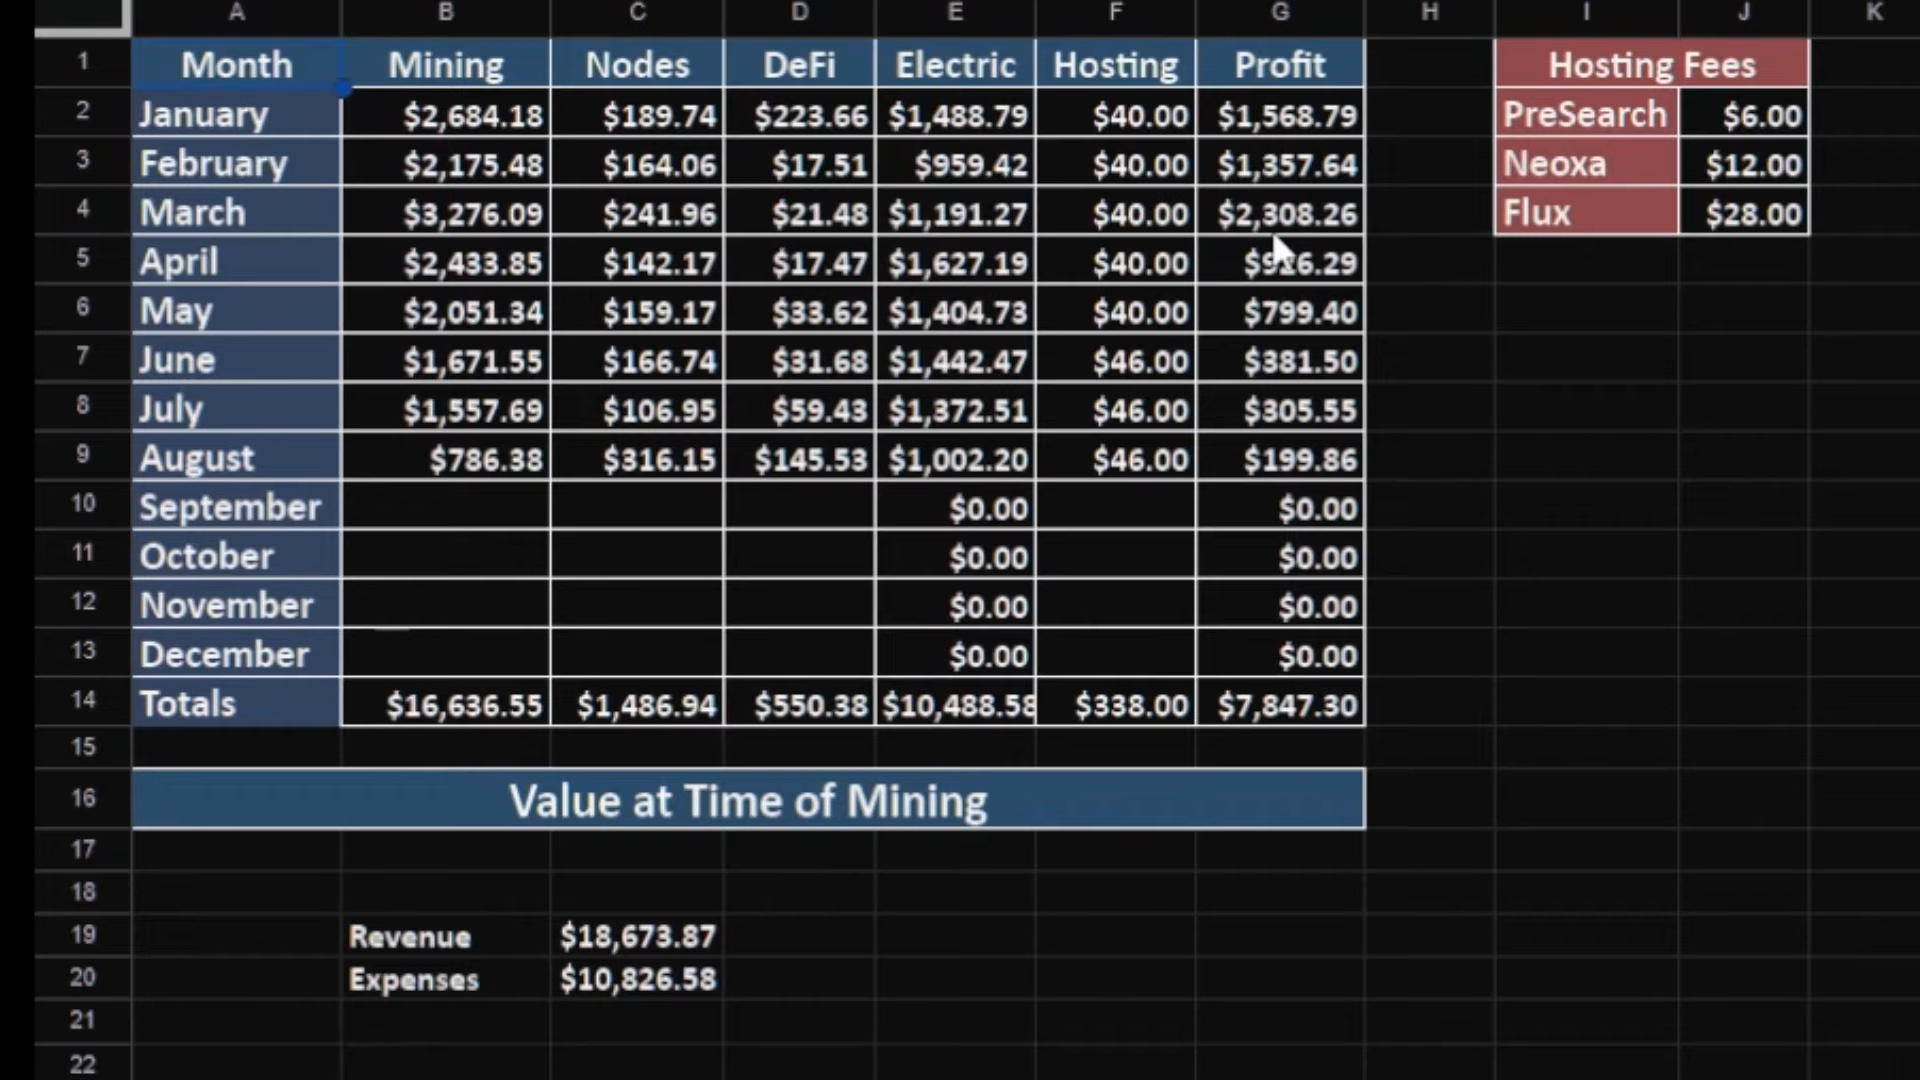 A B C D E F G H I J K
1 Month Mining Nodes DeFi Electric Hosting Profit Hosting Fees
2 January $2,684.18 $189.74 $223.66 $1,488.79 $40.00 $1,568.79 PreSearch $6.00
3 February $2,175.48 $164.06 $17.51 $959.42 $40.00 $1,357.64 Neoxa $12.00
4 March $3,276.09 $241.96 $21.48 $1,191.27 $40.00 $2,308.26 Flux $28.00
5 April $2,433.85 $142.17 $17.47 $1,627.19 $40.00 $926.29
6 May $2,051.34 $159.17 $33.62 $1,404.73 $40.00 $799.40
7 June $1,671.55 $166.74 $31.68 $1,442.47 $46.00 $381.50
8 July $1,557.69 $106.95 $59.43 $1,372.51 $46.00 $305.55
9 August $786.38 $316.15 $145.53 $1,002.20 $46.00 $199.86
10 September $0.00 $0.00
11 October $0.00 $0.00
12 November $0.00 $0.00
13 December $0.00 $0.00
14 Totals $16,636.55 $1,486.94 $550.38 $10,488.58 $338.00 $7,847.30
15
16 Value at Time of Mining
17
18
19 Revenue $18,673.87
20 Expenses $10,826.58
21
22